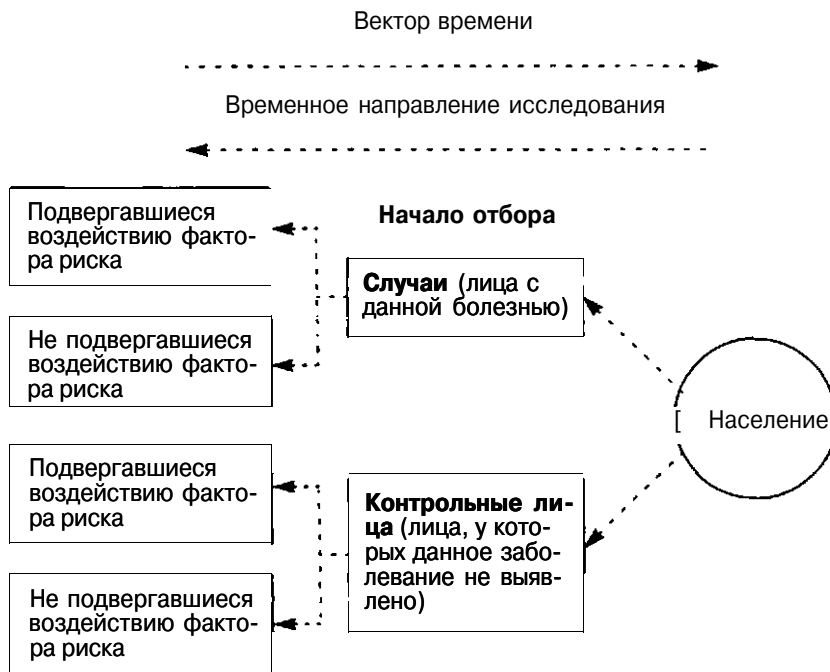 Вектор времени
Временное направление исследования
Подвергавшиеся
воздействию факто-
ра риска
Начало отбора
Случаи (лица с
данной болезнью)
Не подвергавшиеся
воздействию факто-
ра риска
[ Население
Подвергавшиеся
воздействию факто-
ра риска
Контрольные ли-
ца (лица, у кото-
рых данное забо-
левание не выяв-
лено)
Не подвергавшиеся
воздействию факто-
ра риска